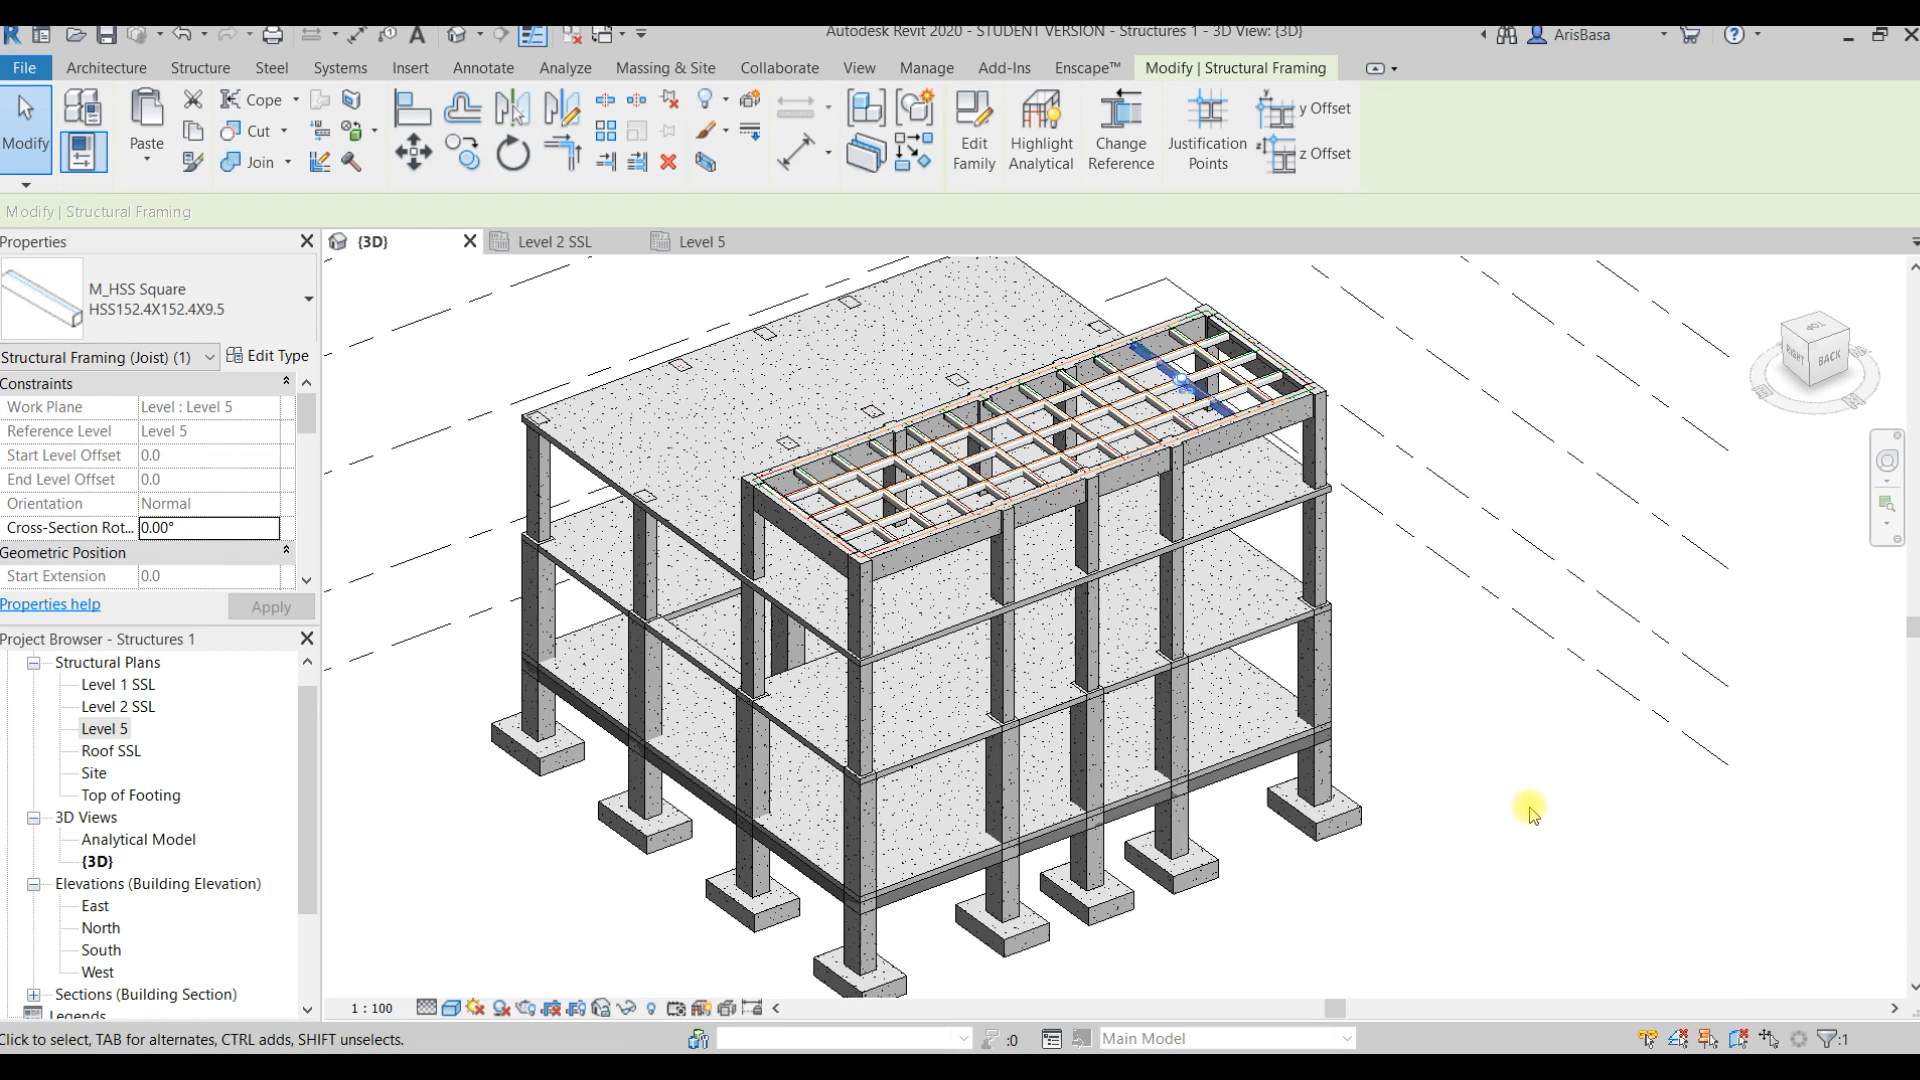 Autodesk Revit 2020 - STUDENT VERSION - Structures 1 - 3D View: {3D}
ArisBasa
File
Architecture
Structure
Steel
Systems
Insert
Annotate
Analyze
Massing & Site
Collaborate
View
Manage
Add-Ins
Enscape™
Modify | Structural Framing
Modify
Paste
Cope
Cut
Join
Edit
Family
Highlight
Analytical
Change
Reference
Justification
Points
y Offset
z Offset
Modify | Structural Framing
Properties
{3D}
Level 2 SSL
Level 5
M_HSS Square
HSS152.4X152.4X9.5
Structural Framing (Joist) (1)
Edit Type
Constraints
Work Plane Level : Level 5
Reference Level Level 5
Start Level Offset 0.0
End Level Offset 0.0
Orientation Normal
Cross-Section Rot... 0.00°
Geometric Position
Start Extension 0.0
Properties help
Apply
Project Browser - Structures 1
Structural Plans
Level 1 SSL
Level 2 SSL
Level 5
Roof SSL
Site
Top of Footing
3D Views
Analytical Model
{3D}
Elevations (Building Elevation)
East
North
South
West
Sections (Building Section)
Legends
TOP
RIGHT
BACK
1 : 100
Click to select, TAB for alternates, CTRL adds, SHIFT unselects.
:0
Main Model
:1